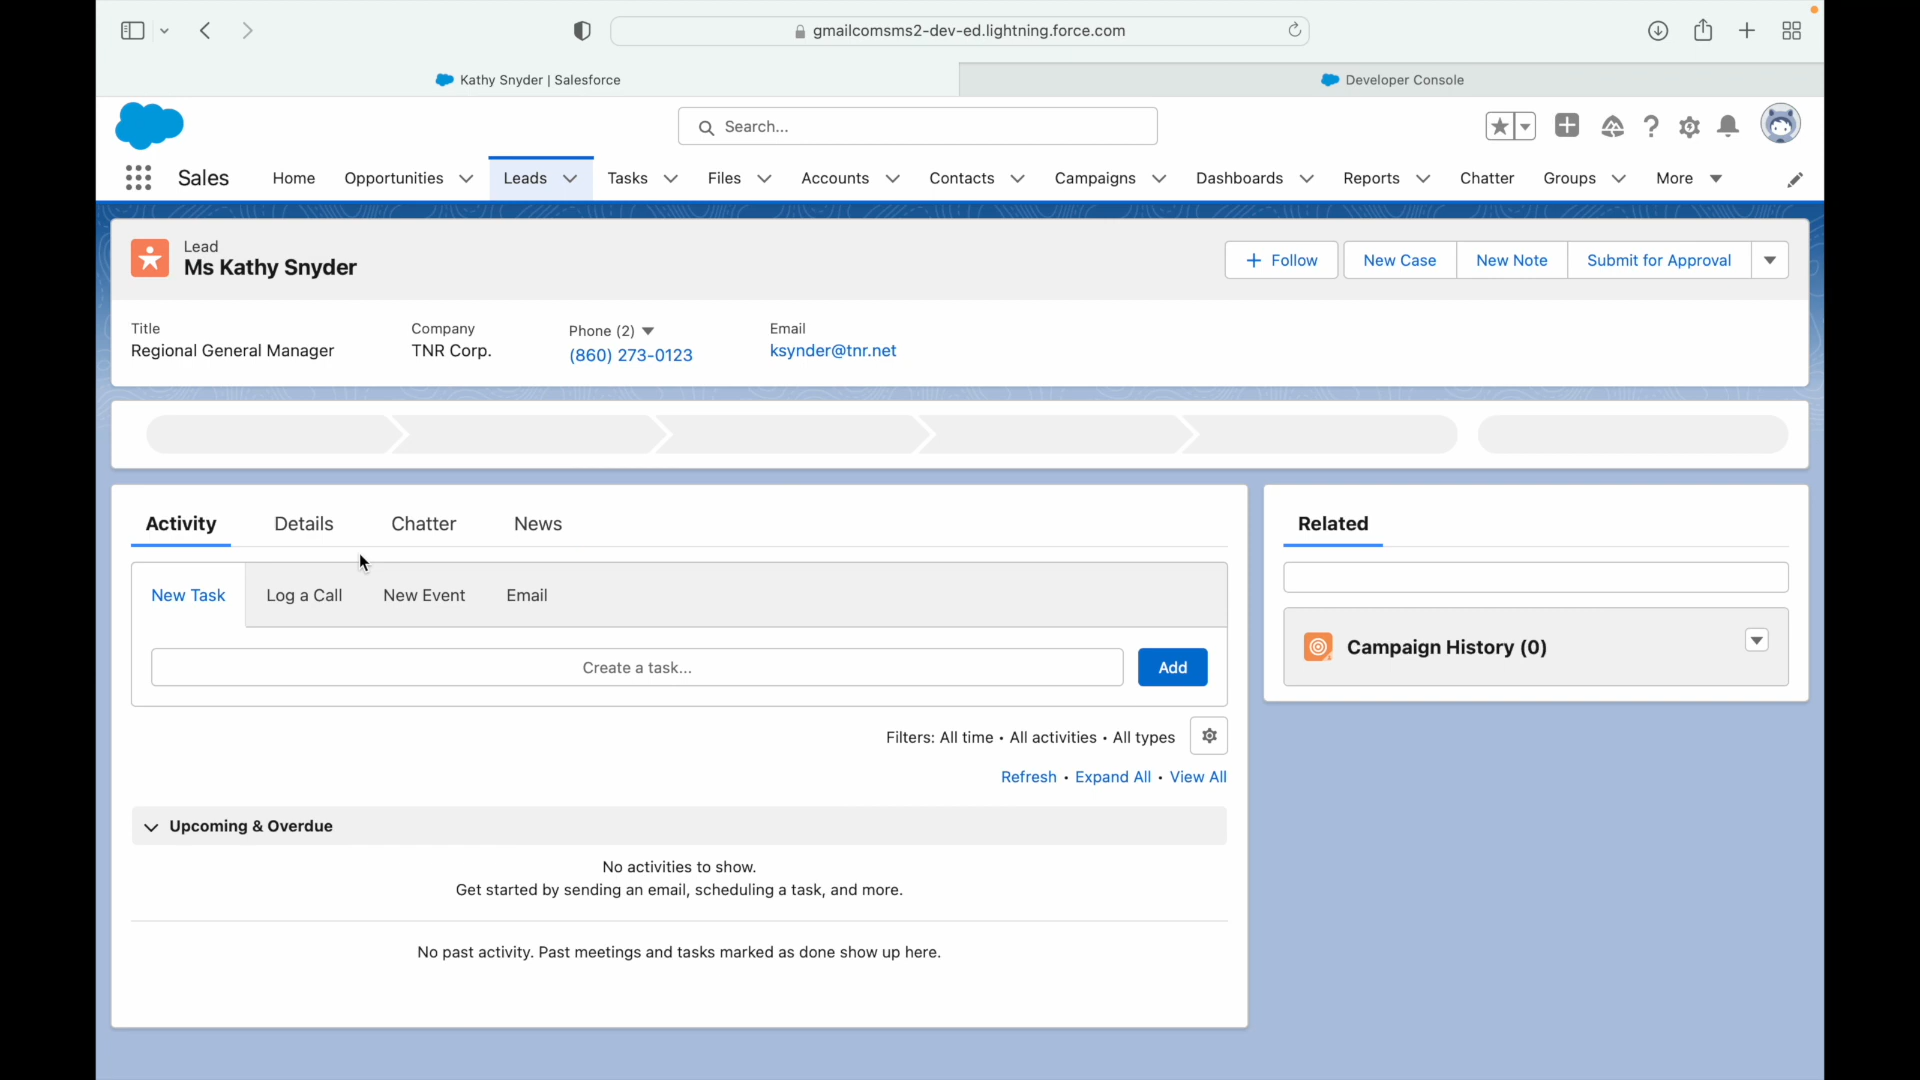 gmailcomsms2-dev-ed.lightning.force.com
Kathy Snyder | Salesforce
Developer Console
Search...
Sales
Home
Opportunities
Leads
Tasks
Files
Accounts
Contacts
Campaigns
Dashboards
Reports
Chatter
Groups
More
Lead
Ms Kathy Snyder
+ Follow
New Case
New Note
Submit for Approval
Title
Regional General Manager
Company
TNR Corp.
Phone (2)
(860) 273-0123
Email
ksynder@tnr.net
Activity
Details
Chatter
News
New Task
Log a Call
New Event
Email
Create a task...
Add
Filters: All time • All activities • All types
Refresh • Expand All • View All
Upcoming & Overdue
No activities to show.
Get started by sending an email, scheduling a task, and more.
No past activity. Past meetings and tasks marked as done show up here.
Related
Campaign History (0)